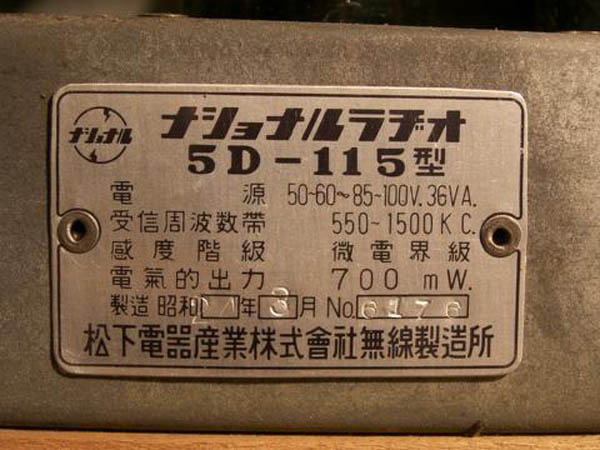 ナショナル
ナショナルラヂオ
5D-115型
電源 50-60~85-100V. 36VA.
受信周波数帯 550~1500KC.
感度階級 微電界級
電氣的出力 700mW.
製造 昭和 年3月 No. 6176
松下電器産業株式會社無線製造所